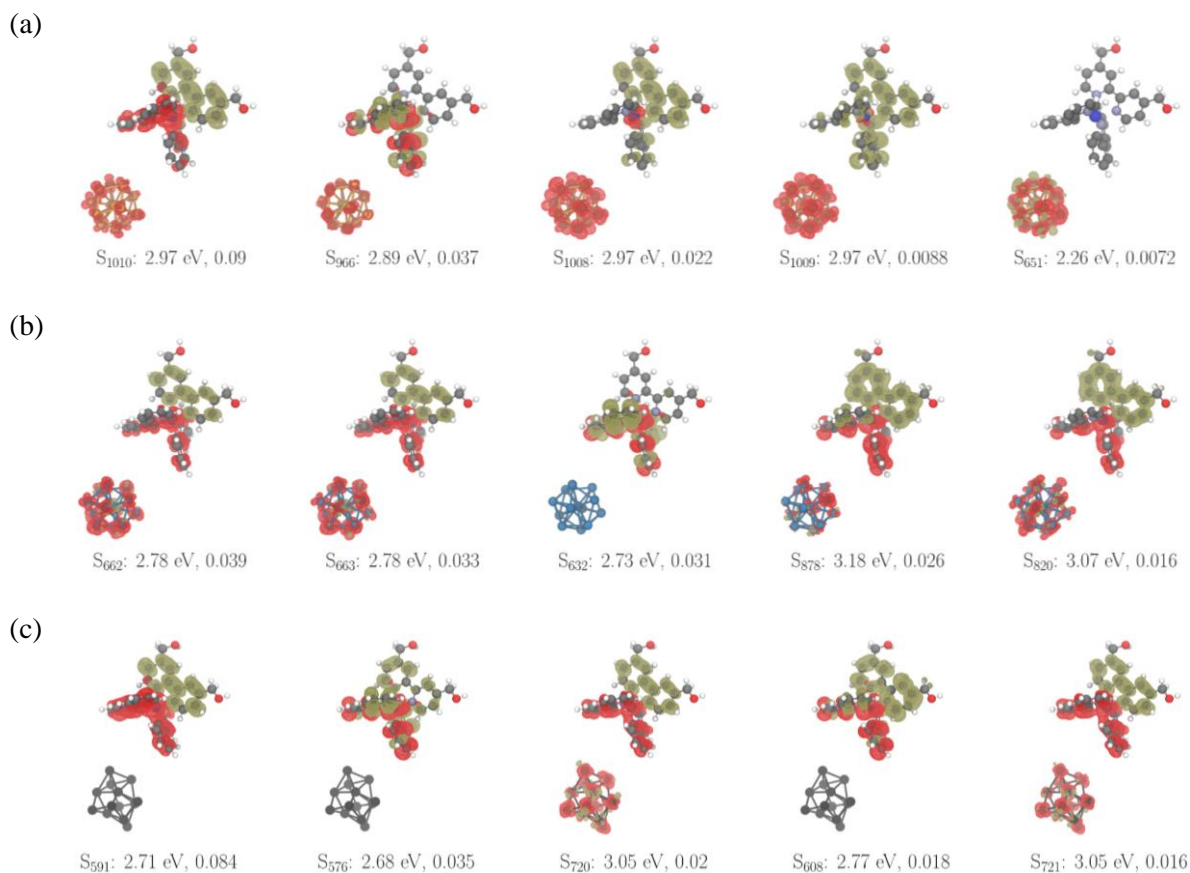 (a)
S₁₀₁₀: 2.97 eV, 0.09
S₉₆₆: 2.89 eV, 0.037
S₁₀₀₈: 2.97 eV, 0.022
S₁₀₀₉: 2.97 eV, 0.0088
S₆₅₁: 2.26 eV, 0.0072
(b)
S₆₆₂: 2.78 eV, 0.039
S₆₆₃: 2.78 eV, 0.033
S₆₃₂: 2.73 eV, 0.031
S₈₇₈: 3.18 eV, 0.026
S₈₂₀: 3.07 eV, 0.016
(c)
S₅₉₁: 2.71 eV, 0.084
S₅₇₆: 2.68 eV, 0.035
S₇₂₀: 3.05 eV, 0.02
S₆₀₈: 2.77 eV, 0.018
S₇₂₁: 3.05 eV, 0.016